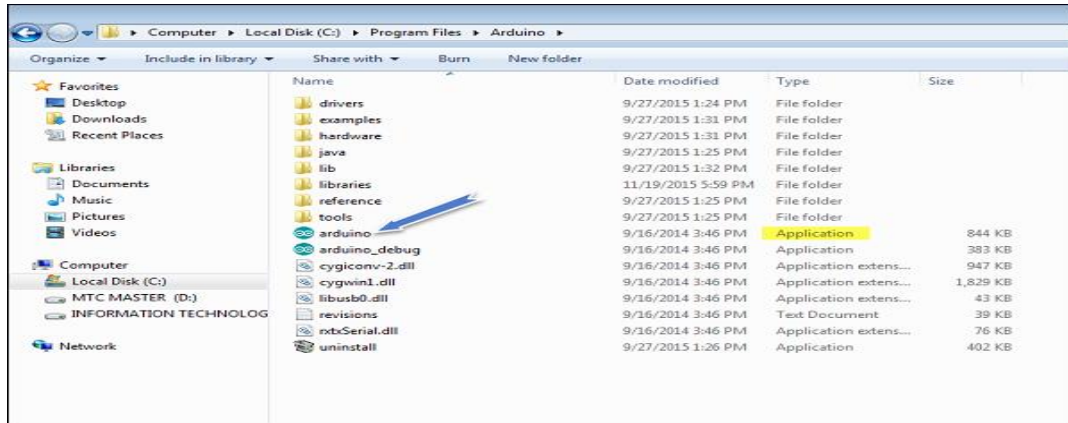 Computer Local Disk (C:) Program Files Arduino
Organize Include in library Share with Burn New folder
Favorites
Desktop
Downloads
Recent Places
Libraries
Documents
Music
Pictures
Videos
Computer
Local Disk (C:)
MTC MASTER (D:)
INFORMATION TECHNOLOG
Network
Name Date modified Type Size
drivers 9/27/2015 1:24 PM File folder
examples 9/27/2015 1:31 PM File folder
hardware 9/27/2015 1:31 PM File folder
java 9/27/2015 1:25 PM File folder
lib 9/27/2015 1:32 PM File folder
libraries 11/19/2015 5:59 PM File folder
reference 9/27/2015 1:25 PM File folder
tools 9/27/2015 1:25 PM File folder
arduino 9/16/2014 3:46 PM Application 844 KB
arduino_debug 9/16/2014 3:46 PM Application 383 KB
cygiconv-2.dll 9/16/2014 3:46 PM Application extens... 947 KB
cygwin1.dll 9/16/2014 3:46 PM Application extens... 1,829 KB
libusb0.dll 9/16/2014 3:46 PM Application extens... 43 KB
revisions 9/16/2014 3:46 PM Text Document 39 KB
rxtxSerial.dll 9/16/2014 3:46 PM Application extens... 76 KB
uninstall 9/27/2015 1:26 PM Application 402 KB